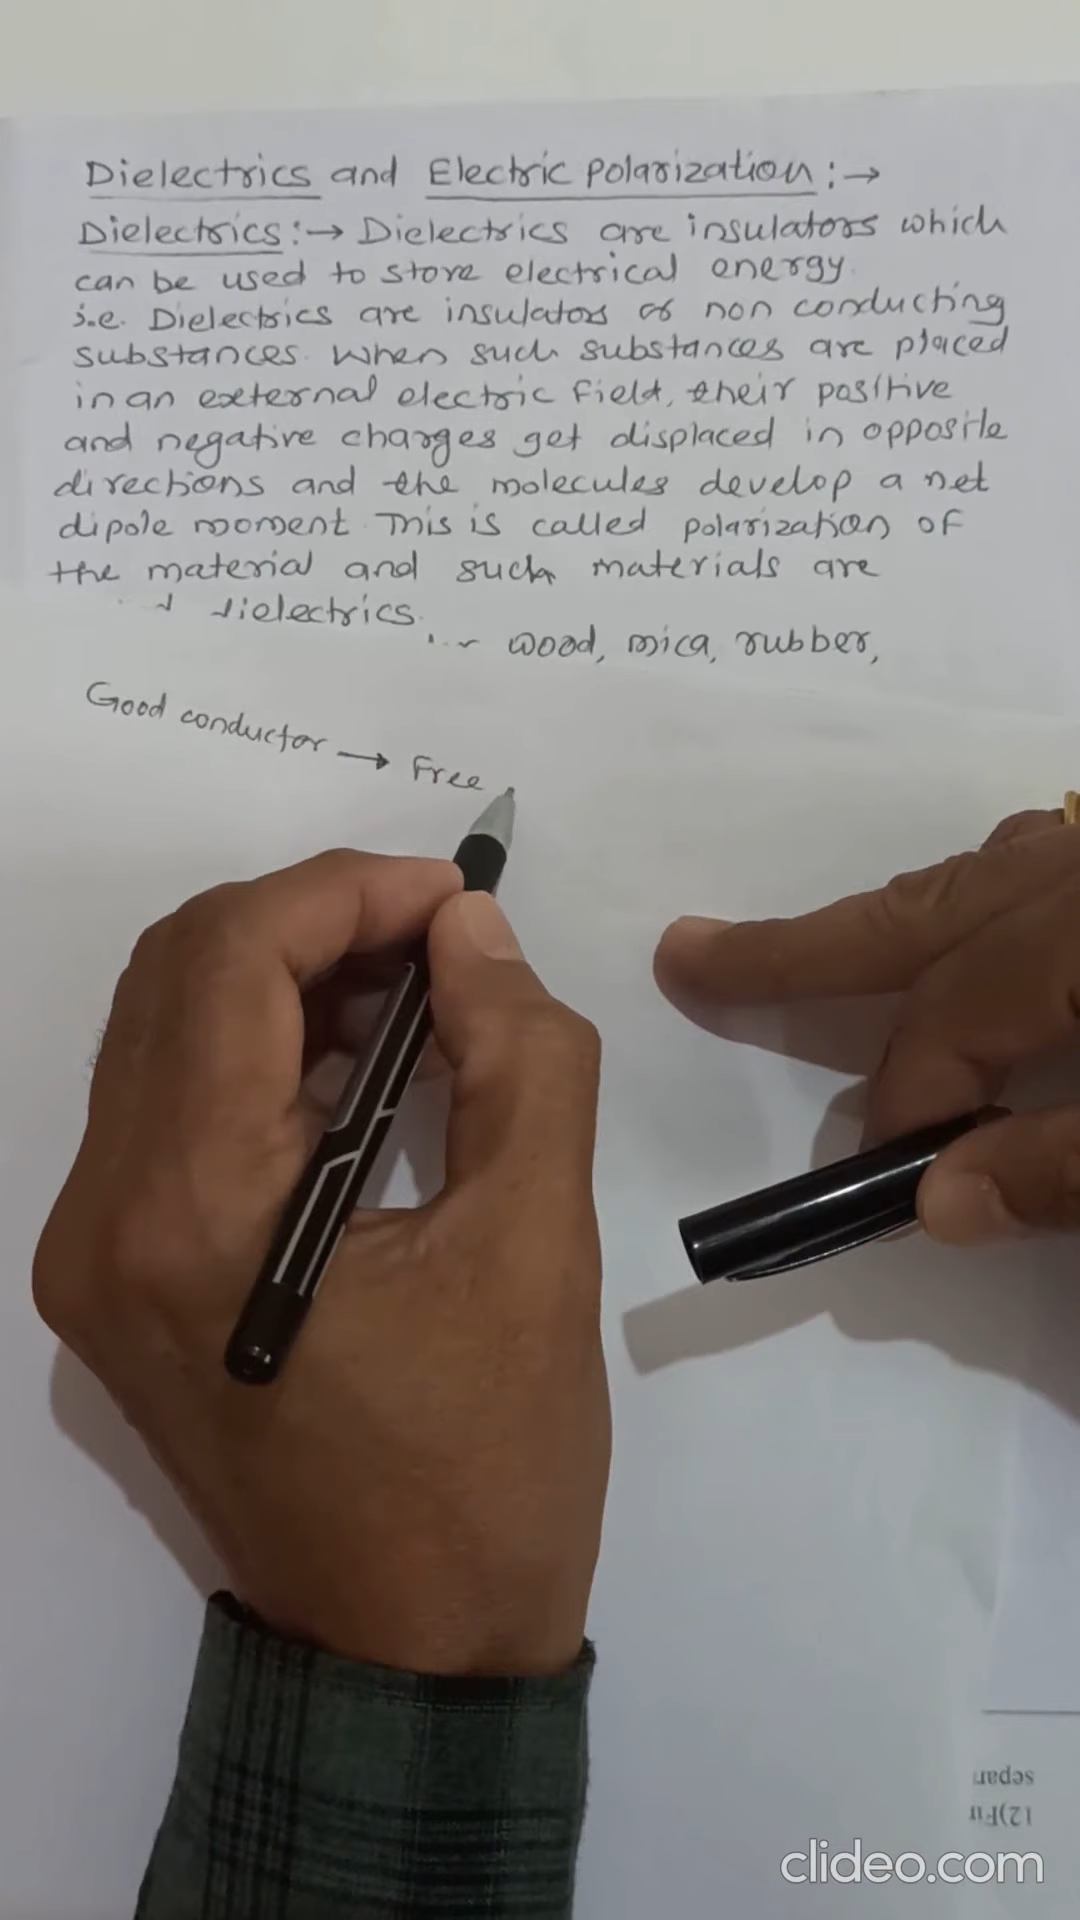 Dielectrics and Electric Polarization :→
Dielectrics :→ Dielectrics are insulators which
can be used to store electrical energy.
i.e. Dielectrics are insulators or non conducting
substances. When such substances are placed
in an external electric field, their positive
and negative charges get displaced in opposite
directions and the molecules develop a net
dipole moment. This is called polarization of
the material and such materials are
dielectrics.
wood, mica, rubber,
Good conductor → Free
separ
12)Fi
clideo.com